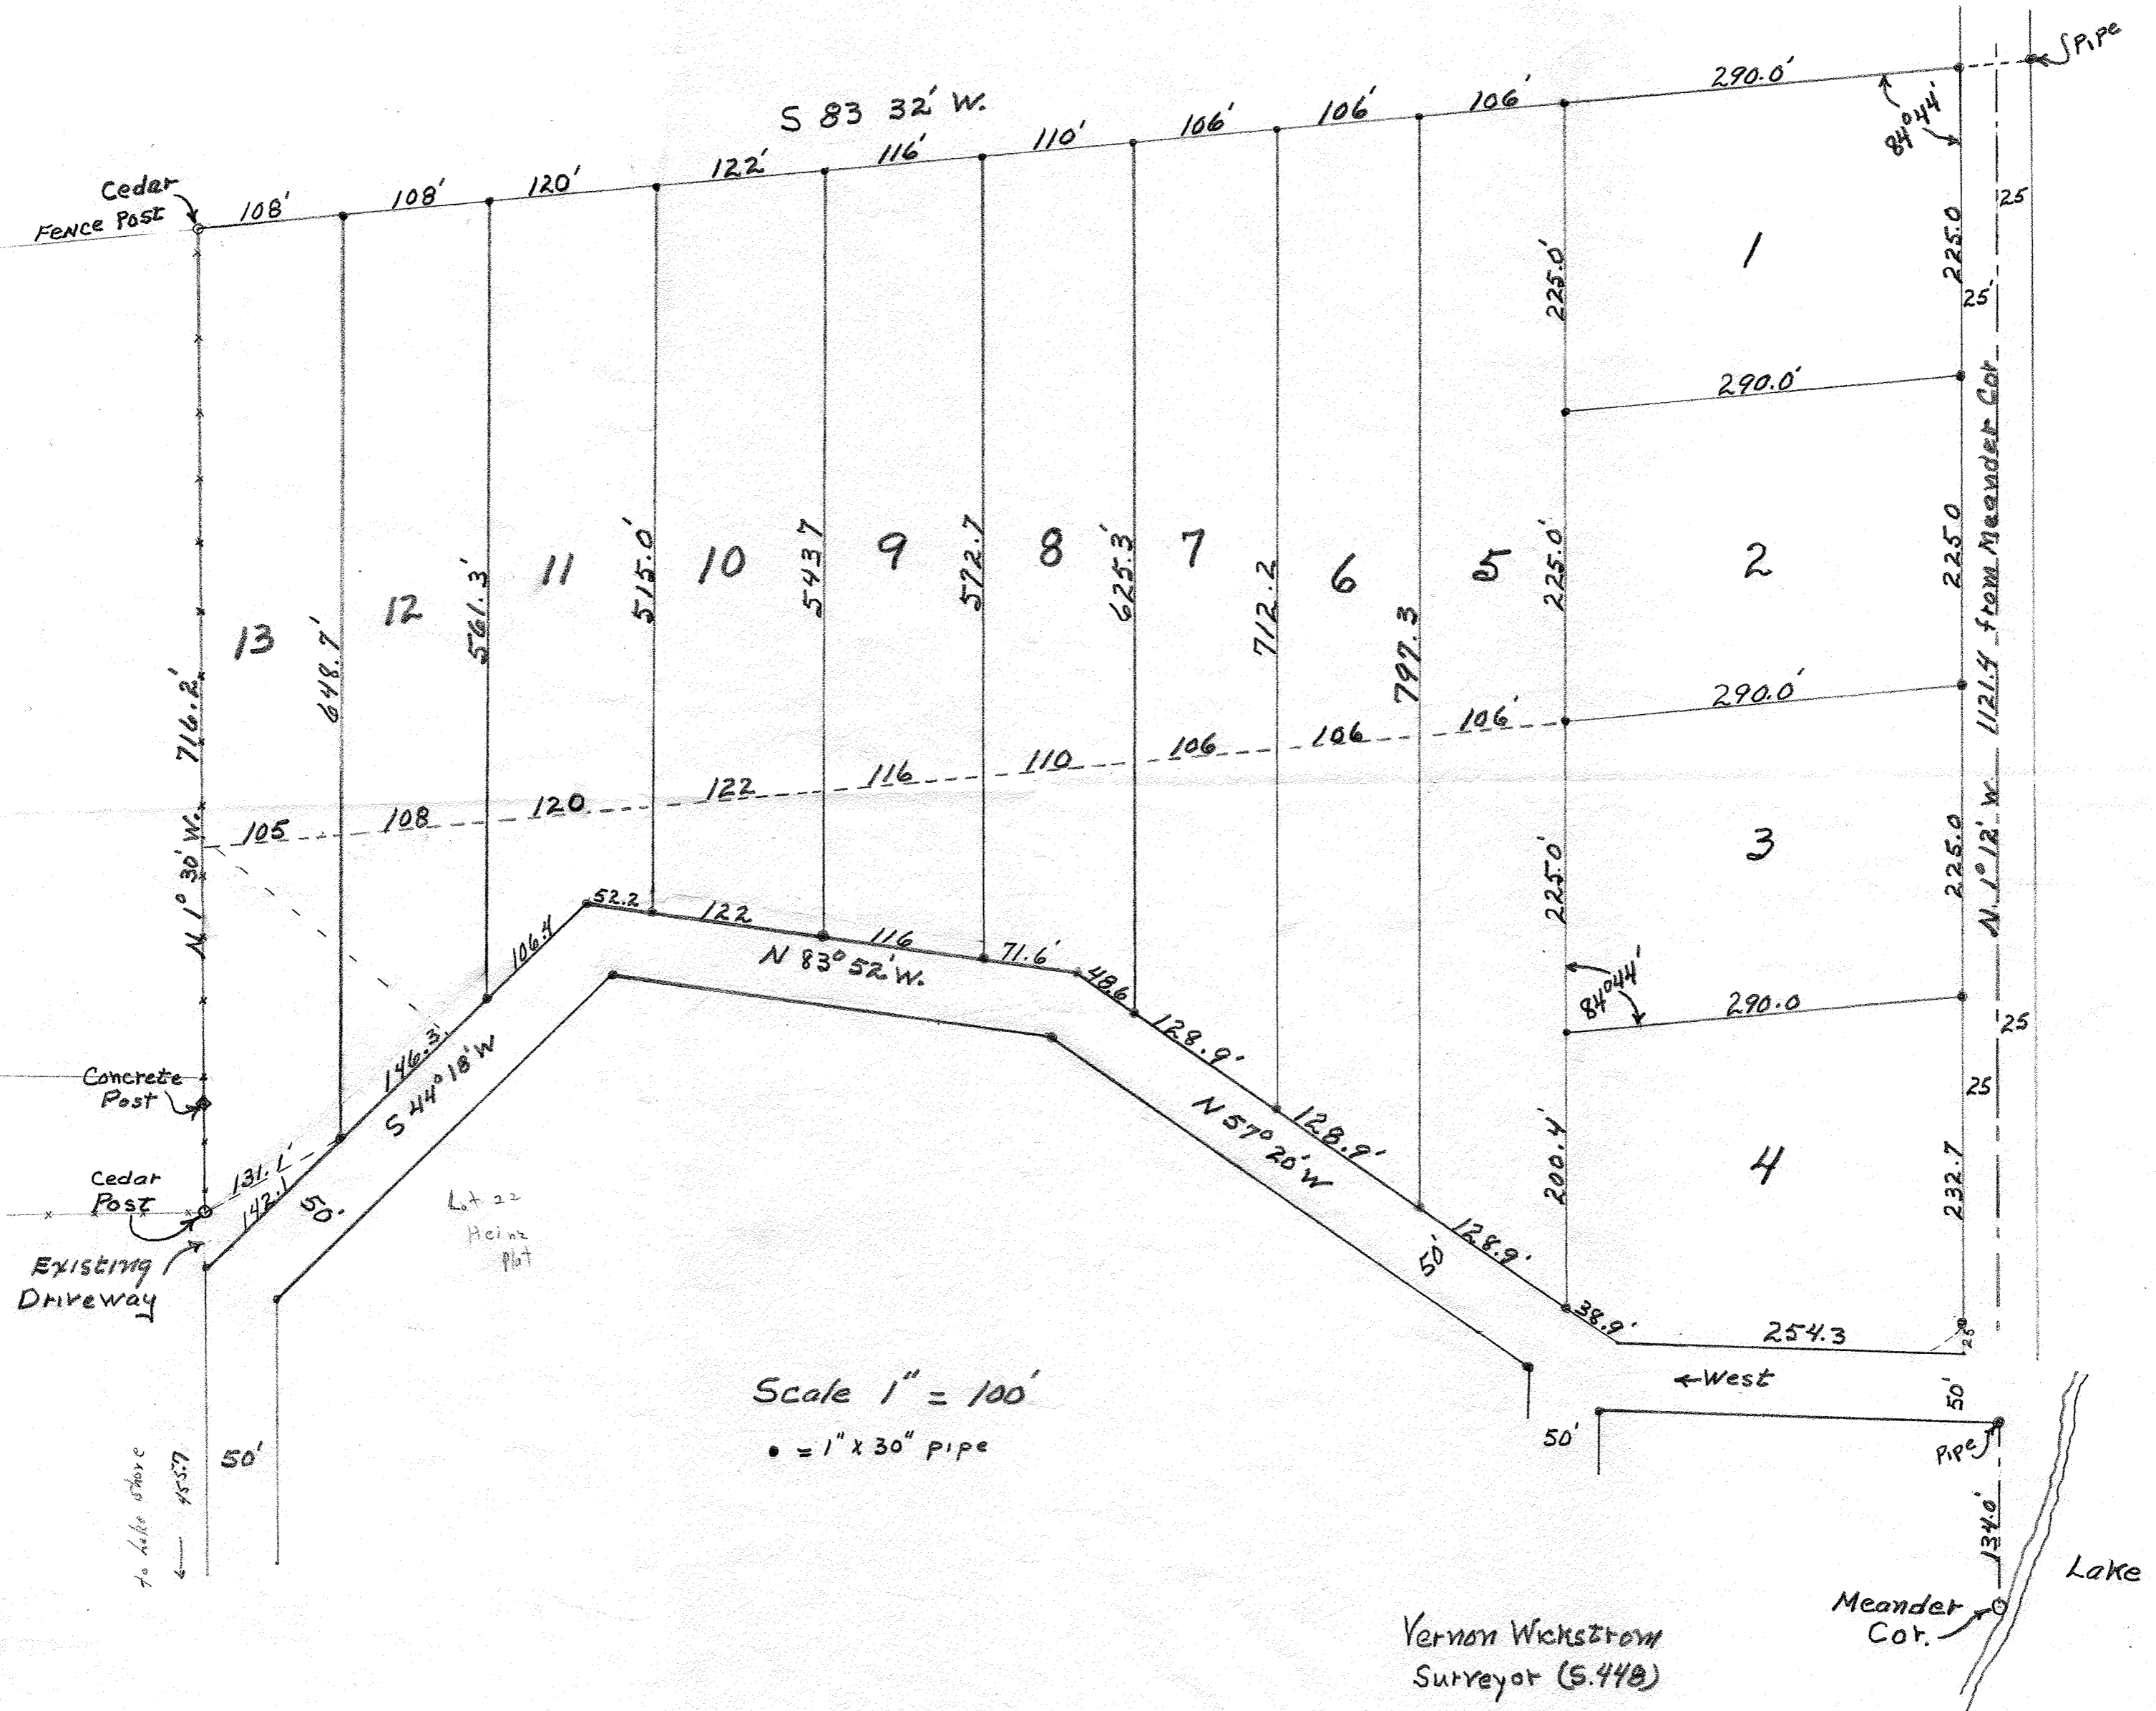 S 83 32' W.
Pipe
290.0'
106'
106'
106'
110'
116'
122'
120'
108'
108'
84°44'
Cedar
Fence Post
25
25'
225.0
225.0'
1
290.0'
N. 1° 12' W. 1121.4 from Meander Cor.
225.0
225.0'
2
5
6
7
8
9
10
11
12
13
797.3
712.2
625.3'
572.7
543 7
515.0'
561.3'
648.7'
716.2'
N 1° 30' W.
290.0'
106'
106
106
110
116
122
120
108
105
225.0
225.0'
3
84°44'
290.0
25
25
52.2
122
116
71.6'
48.6
N 83° 52' W.
106.4
146.3
S 44° 18' W
128.9'
128.9'
128.9'
N 57° 20' W
50'
200.4'
4
232.7
38.9'
254.3
25
←West
50'
Concrete
Post
Cedar
Post
131.1'
142.1
50'
Existing
Driveway
Lot 22
Heinz
Plat
Scale 1" = 100'
• = 1" x 30" pipe
50'
50'
Pipe
134.0'
to Lake Shore
← 455.7
Lake
Meander
Cor.
Vernon Wickstrom
Surveyor (S.448)